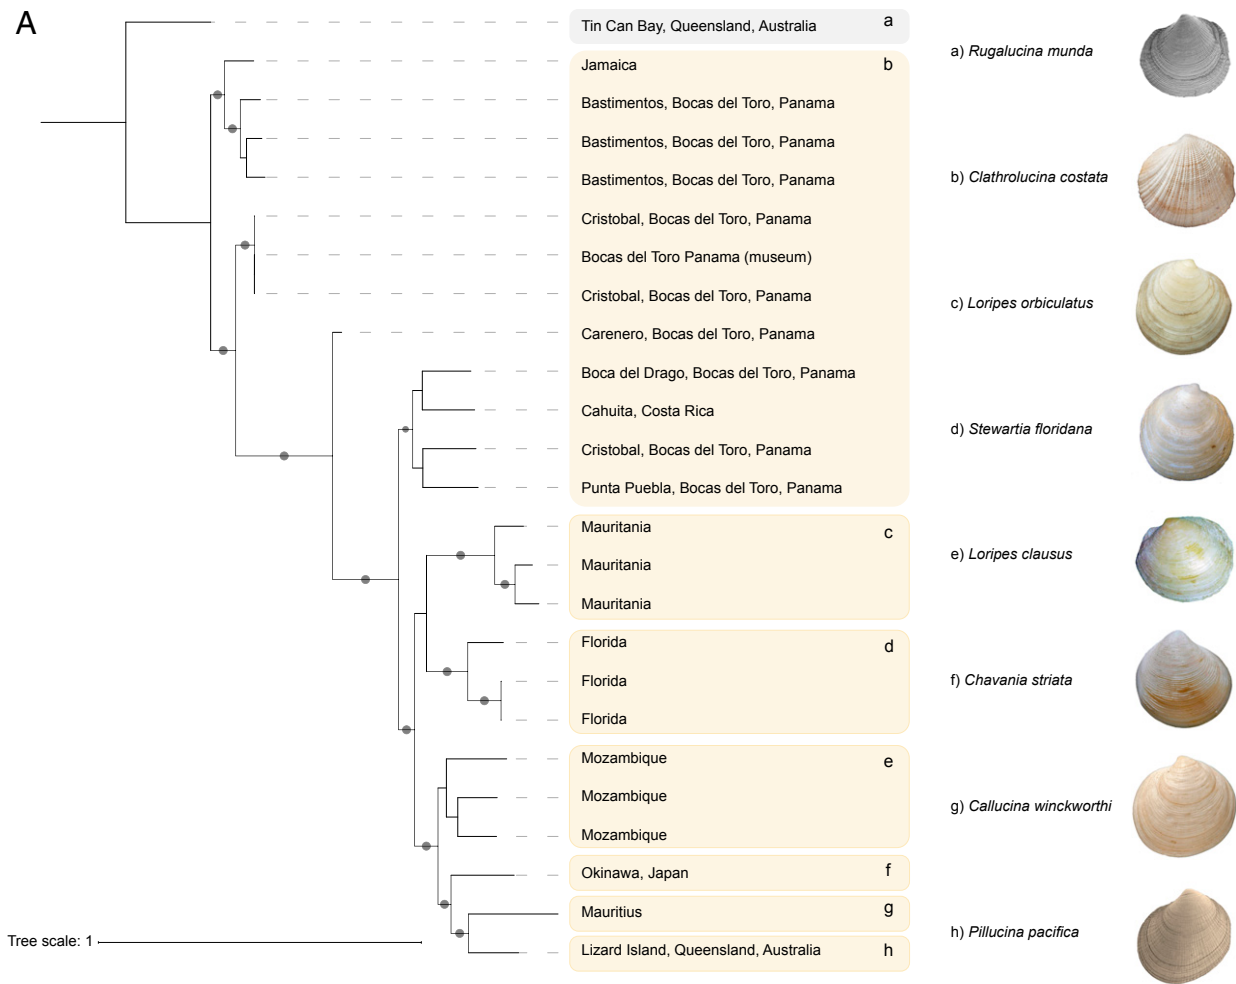 A
Tin Can Bay, Queensland, Australia a
Jamaica b
Bastimentos, Bocas del Toro, Panama
Bastimentos, Bocas del Toro, Panama
Bastimentos, Bocas del Toro, Panama
Cristobal, Bocas del Toro, Panama
Bocas del Toro Panama (museum)
Cristobal, Bocas del Toro, Panama
Carenero, Bocas del Toro, Panama
Boca del Drago, Bocas del Toro, Panama
Cahuita, Costa Rica
Cristobal, Bocas del Toro, Panama
Punta Puebla, Bocas del Toro, Panama
Mauritania c
Mauritania
Mauritania
Florida d
Florida
Florida
Mozambique e
Mozambique
Mozambique
Okinawa, Japan f
Mauritius g
Lizard Island, Queensland, Australia h
Tree scale: 1
a) Rugalucina munda
b) Clathrolucina costata
c) Loripes orbiculatus
d) Stewartia floridana
e) Loripes clausus
f) Chavania striata
g) Callucina winckworthi
h) Pillucina pacifica